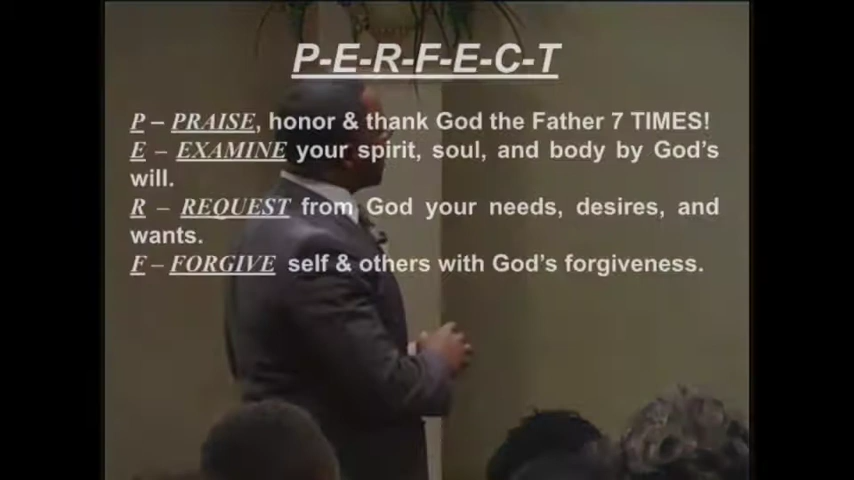 P-E-R-F-E-C-T
P – PRAISE, honor & thank God the Father 7 TIMES!
E – EXAMINE your spirit, soul, and body by God's
will.
R – REQUEST from God your needs, desires, and
wants.
F – FORGIVE self & others with God's forgiveness.